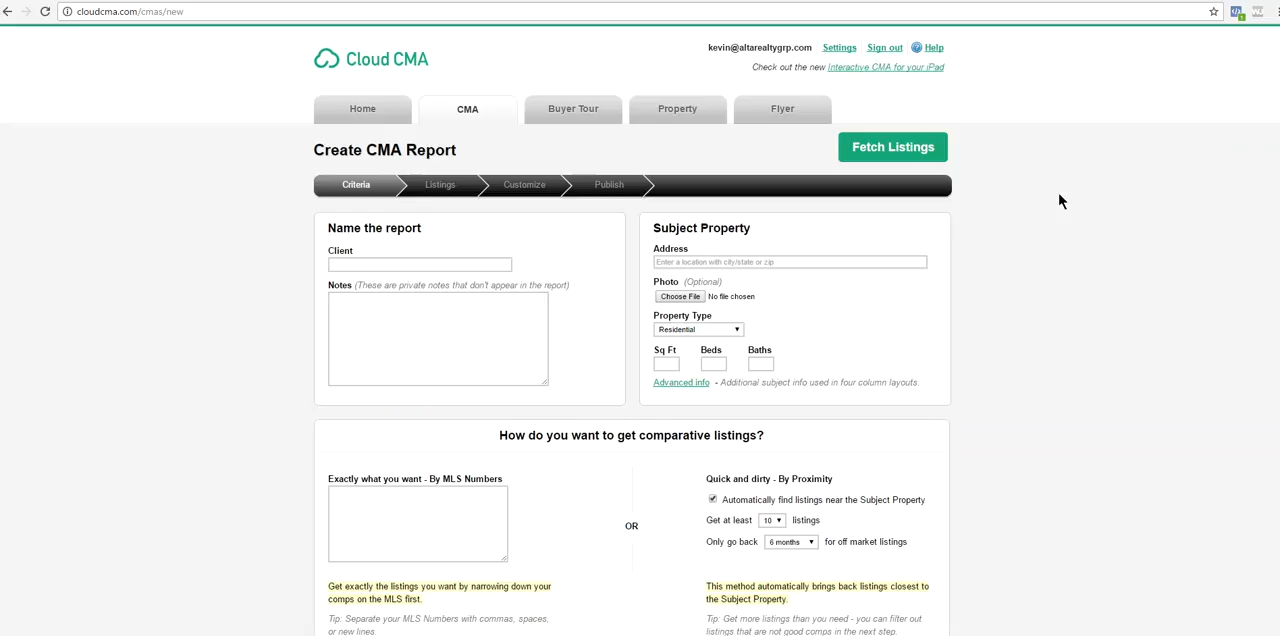 cloudcma.com/cmas/new
Cloud CMA
kevin@altarealtygrp.com Settings Sign out Help
Check out the new Interactive CMA for your iPad
Home CMA Buyer Tour Property Flyer
Create CMA Report
Fetch Listings
Criteria Listings Customize Publish
Name the report
Client
Notes (These are private notes that don't appear in the report)
Subject Property
Address
Enter a location with city/state or zip
Photo (Optional)
Choose File No file chosen
Property Type
Residential
Sq Ft Beds Baths
Advanced info - Additional subject info used in four column layouts.
How do you want to get comparative listings?
Exactly what you want - By MLS Numbers
OR
Quick and dirty - By Proximity
Automatically find listings near the Subject Property
Get at least 10 listings
Only go back 6 months for off market listings
Get exactly the listings you want by narrowing down your
comps on the MLS first.
Tip: Separate your MLS Numbers with commas, spaces,
or new lines.
This method automatically brings back listings closest to
the Subject Property.
Tip: Get more listings than you need - you can filter out
listings that are not good comps in the next step.